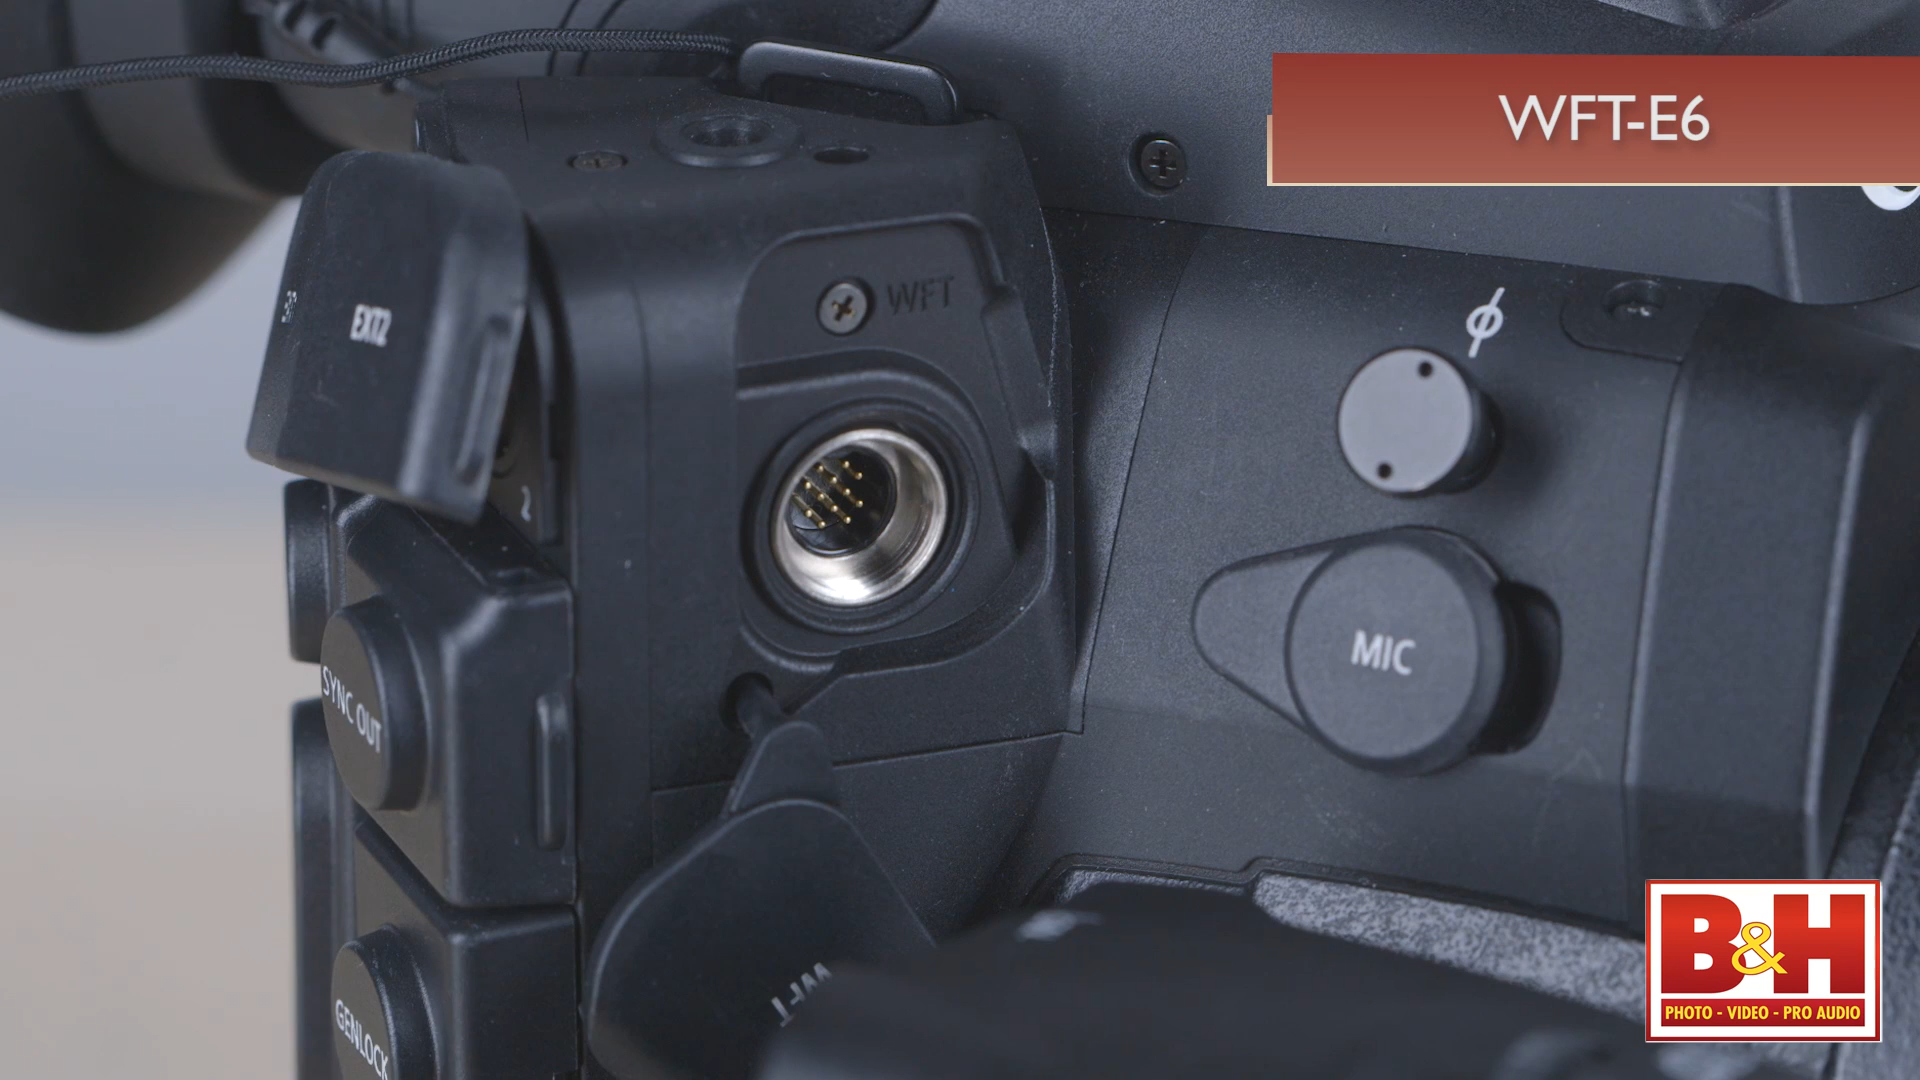 WFT-E6
WFT
EXT2
2
MIC
SYNC OUT
WFT
GENLOCK
B&H
PHOTO - VIDEO - PRO AUDIO